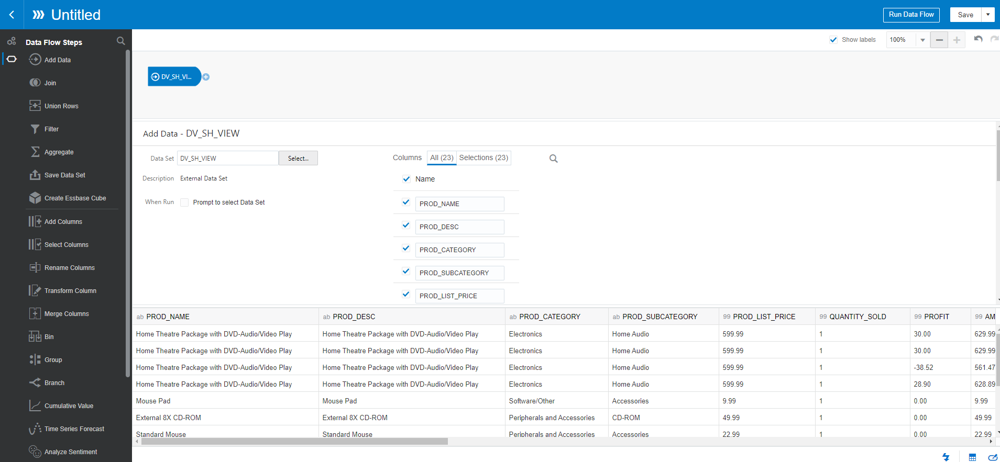 Untitled
Run Data Flow
Save
Data Flow Steps
Show labels
100%
Add Data
Join
Union Rows
Filter
Aggregate
Save Data Set
Create Essbase Cube
Add Columns
Select Columns
Rename Columns
Transform Column
Merge Columns
Bin
Group
Branch
Cumulative Value
Time Series Forecast
Analyze Sentiment
DV_SH_VI...
Add Data - DV_SH_VIEW
Data Set DV_SH_VIEW Select...
Description External Data Set
When Run Prompt to select Data Set
Columns All (23) Selections (23)
Name
PROD_NAME
PROD_DESC
PROD_CATEGORY
PROD_SUBCATEGORY
PROD_LIST_PRICE
ab PROD_NAME ab PROD_DESC ab PROD_CATEGORY ab PROD_SUBCATEGORY 99 PROD_LIST_PRICE 99 QUANTITY_SOLD 99 PROFIT 99 AM
Home Theatre Package with DVD-Audio/Video Play Home Theatre Package with DVD-Audio/Video Play Electronics Home Audio 599.99 1 30.00 629.99
Home Theatre Package with DVD-Audio/Video Play Home Theatre Package with DVD-Audio/Video Play Electronics Home Audio 599.99 1 30.00 629.99
Home Theatre Package with DVD-Audio/Video Play Home Theatre Package with DVD-Audio/Video Play Electronics Home Audio 599.99 1 -38.52 561.47
Home Theatre Package with DVD-Audio/Video Play Home Theatre Package with DVD-Audio/Video Play Electronics Home Audio 599.99 1 28.90 628.89
Mouse Pad Mouse Pad Software/Other Accessories 9.99 1 0.00 9.99
External 8X CD-ROM External 8X CD-ROM Peripherals and Accessories CD-ROM 49.99 1 0.00 49.99
Standard Mouse Standard Mouse Peripherals and Accessories Accessories 22.99 1 0.00 22.99